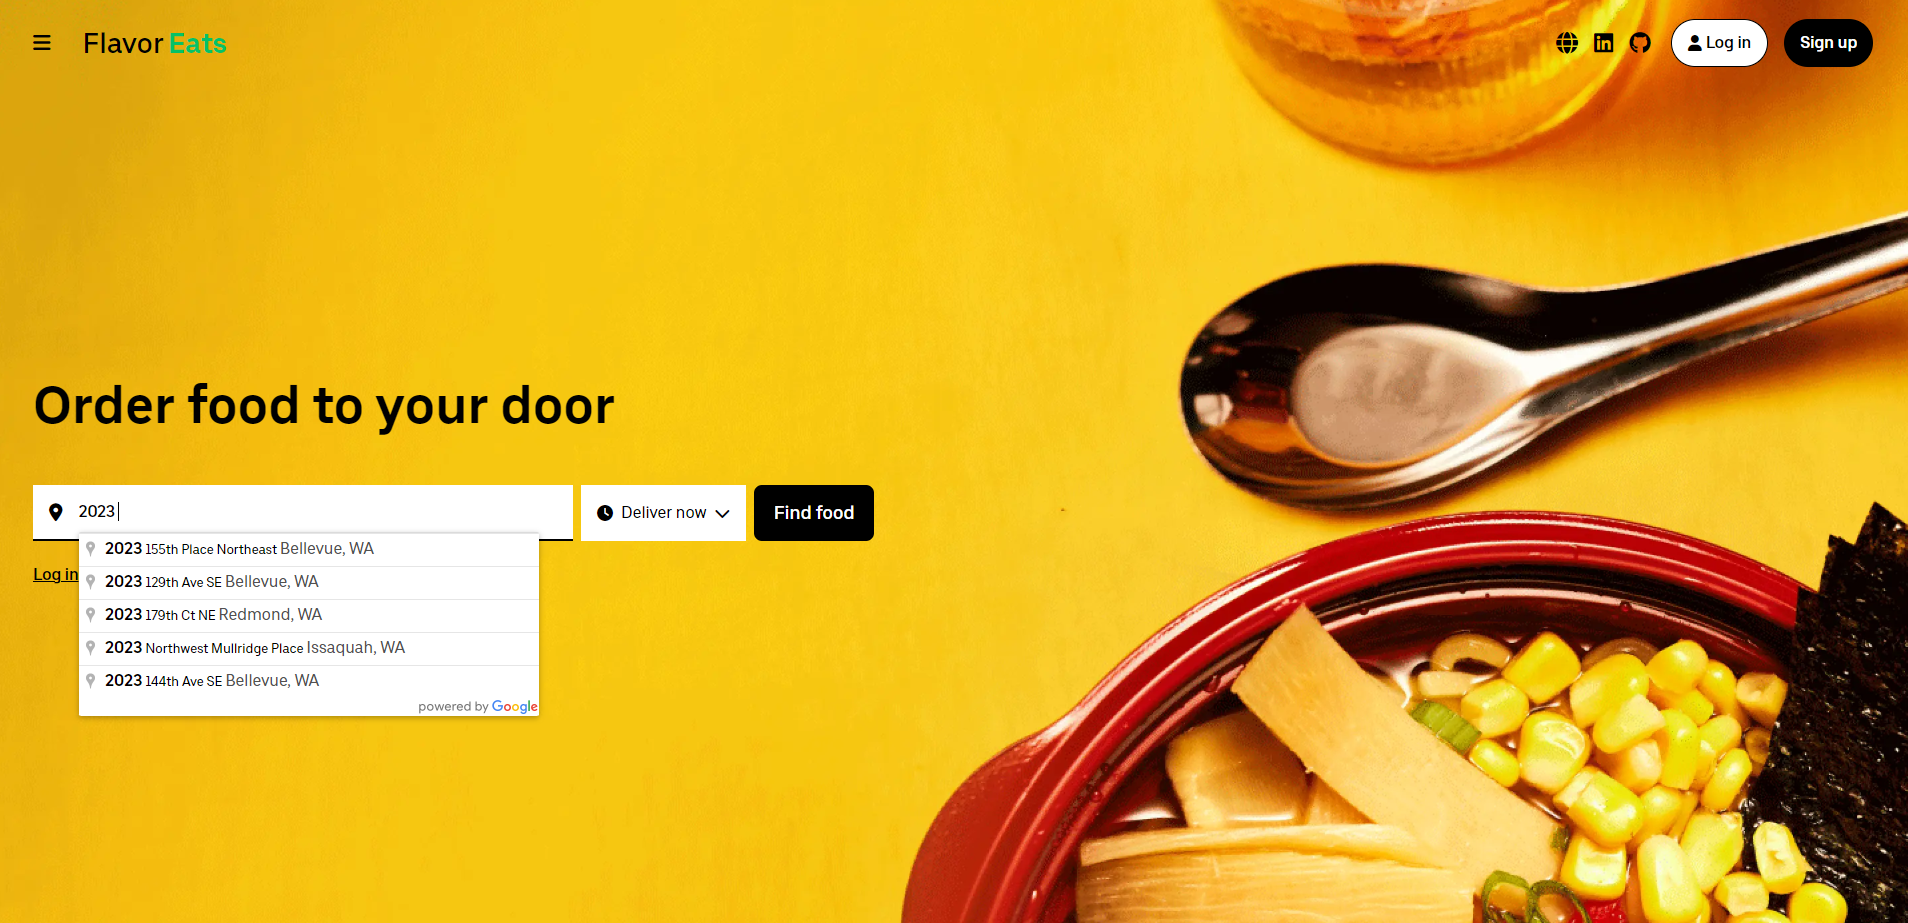 Flavor Eats
Log in
Sign up
Order food to your door
2023
Deliver now
Find food
Log in
2023 155th Place Northeast Bellevue, WA
2023 129th Ave SE Bellevue, WA
2023 179th Ct NE Redmond, WA
2023 Northwest Mullridge Place Issaquah, WA
2023 144th Ave SE Bellevue, WA
powered by Google